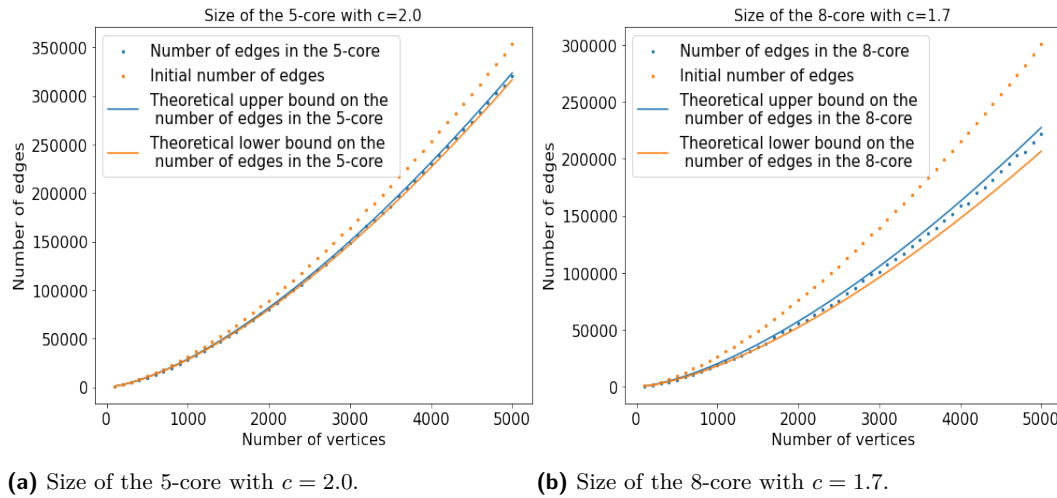 Size of the 5-core with c=2.0
350000
300000
250000
200000
150000
100000
50000
0
Number of edges
Number of edges in the 5-core
Initial number of edges
Theoretical upper bound on the
number of edges in the 5-core
Theoretical lower bound on the
number of edges in the 5-core
0 1000 2000 3000 4000 5000
Number of vertices
Size of the 8-core with c=1.7
300000
250000
200000
150000
100000
50000
0
Number of edges
Number of edges in the 8-core
Initial number of edges
Theoretical upper bound on the
number of edges in the 8-core
Theoretical lower bound on the
number of edges in the 8-core
0 1000 2000 3000 4000 5000
Number of vertices
(a) Size of the 5-core with c = 2.0.
(b) Size of the 8-core with c = 1.7.